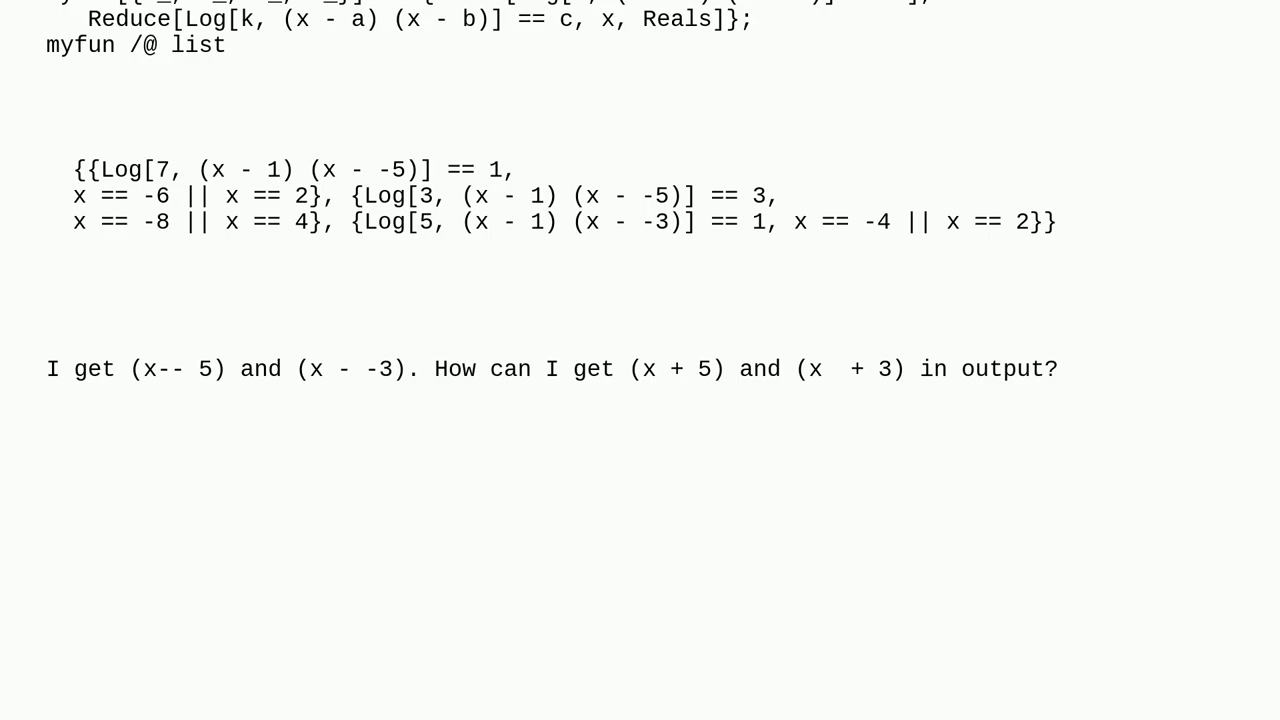 Reduce[Log[k, (x - a) (x - b)] == c, x, Reals]};
myfun /@ list
{{Log[7, (x - 1) (x - -5)] == 1,
x == -6 || x == 2}, {Log[3, (x - 1) (x - -5)] == 3,
x == -8 || x == 4}, {Log[5, (x - 1) (x - -3)] == 1, x == -4 || x == 2}}
I get (x-- 5) and (x - -3). How can I get (x + 5) and (x  + 3) in output?